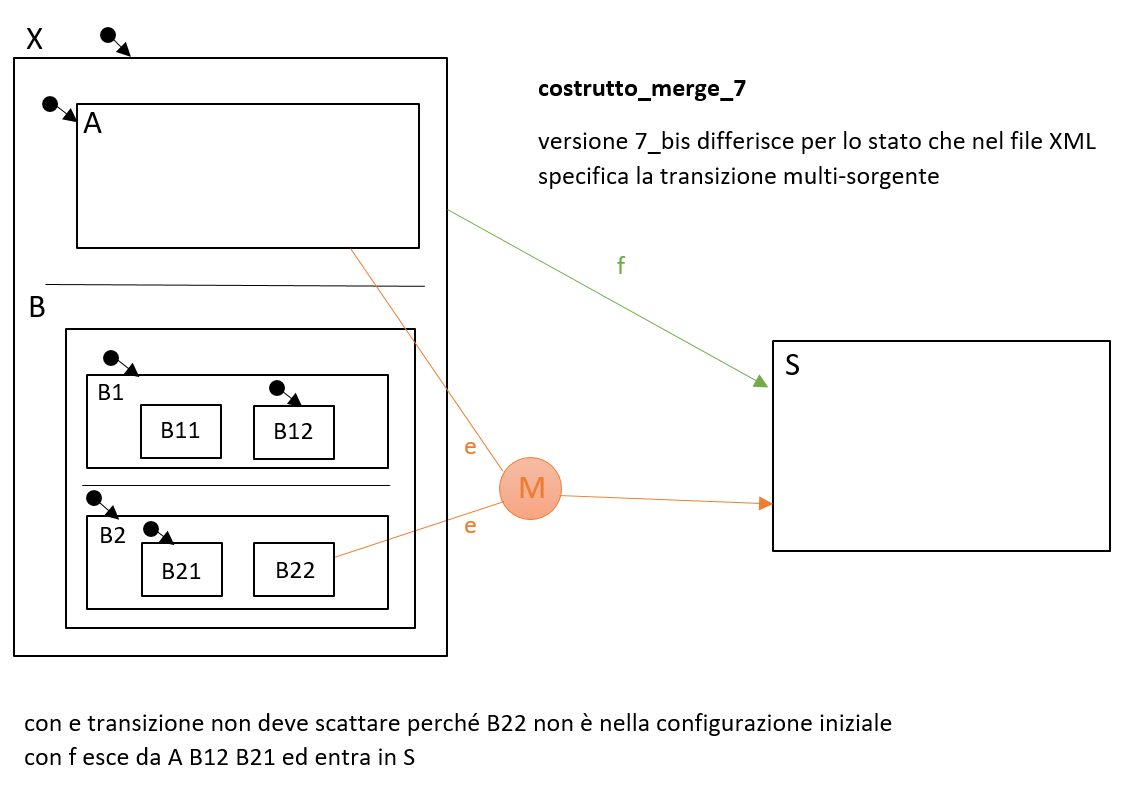 X
costrutto_merge_7
A
versione 7_bis differisce per lo stato che nel file XML
specifica la transizione multi-sorgente
f
B
S
B1
B11
B12
e
M
e
B2
B21
B22
con e transizione non deve scattare perché B22 non è nella configurazione iniziale
con f esce da A B12 B21 ed entra in S